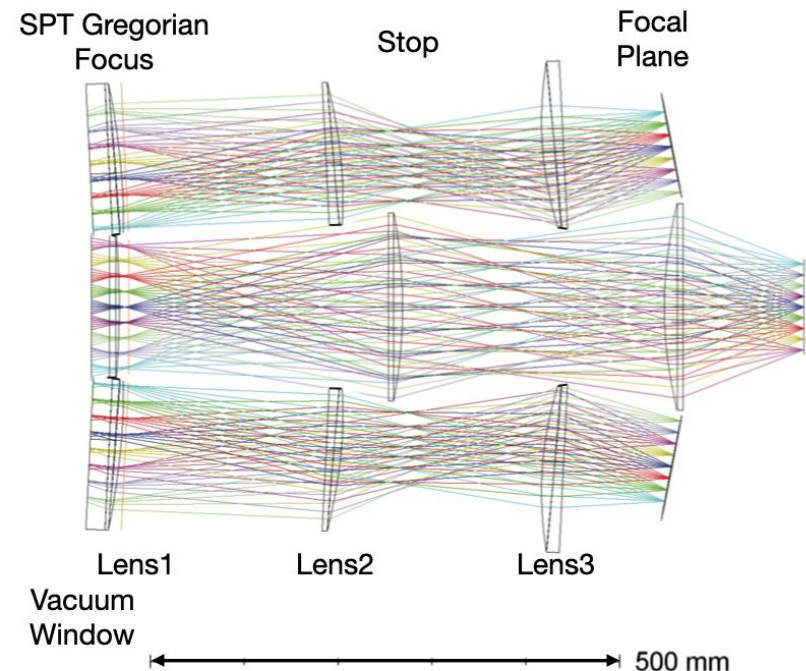 SPT Gregorian
Focus
Stop
Focal
Plane
Lens1
Lens2
Lens3
Vacuum
Window
500 mm